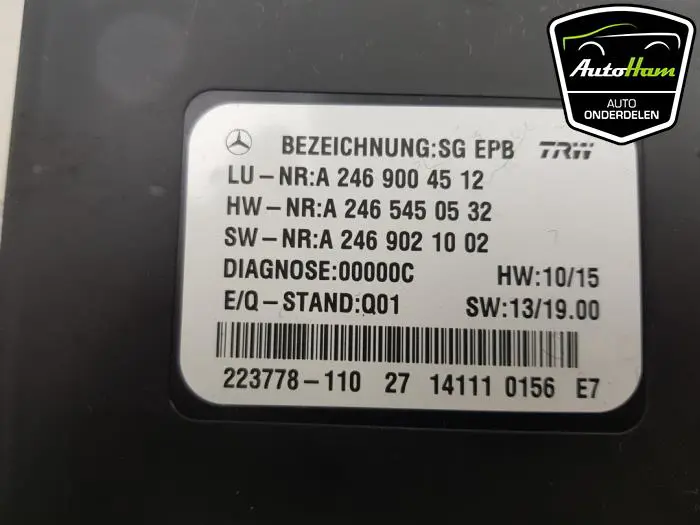 AutoHam
AUTO
ONDERDELEN
BEZEICHNUNG:SG EPB TRW
LU-NR:A 246 900 45 12
HW-NR:A 246 545 05 32
SW-NR:A 246 902 10 02
DIAGNOSE:00000C HW:10/15
E/Q-STAND:Q01 SW:13/19.00
223778-110 27 14111 0156 E7